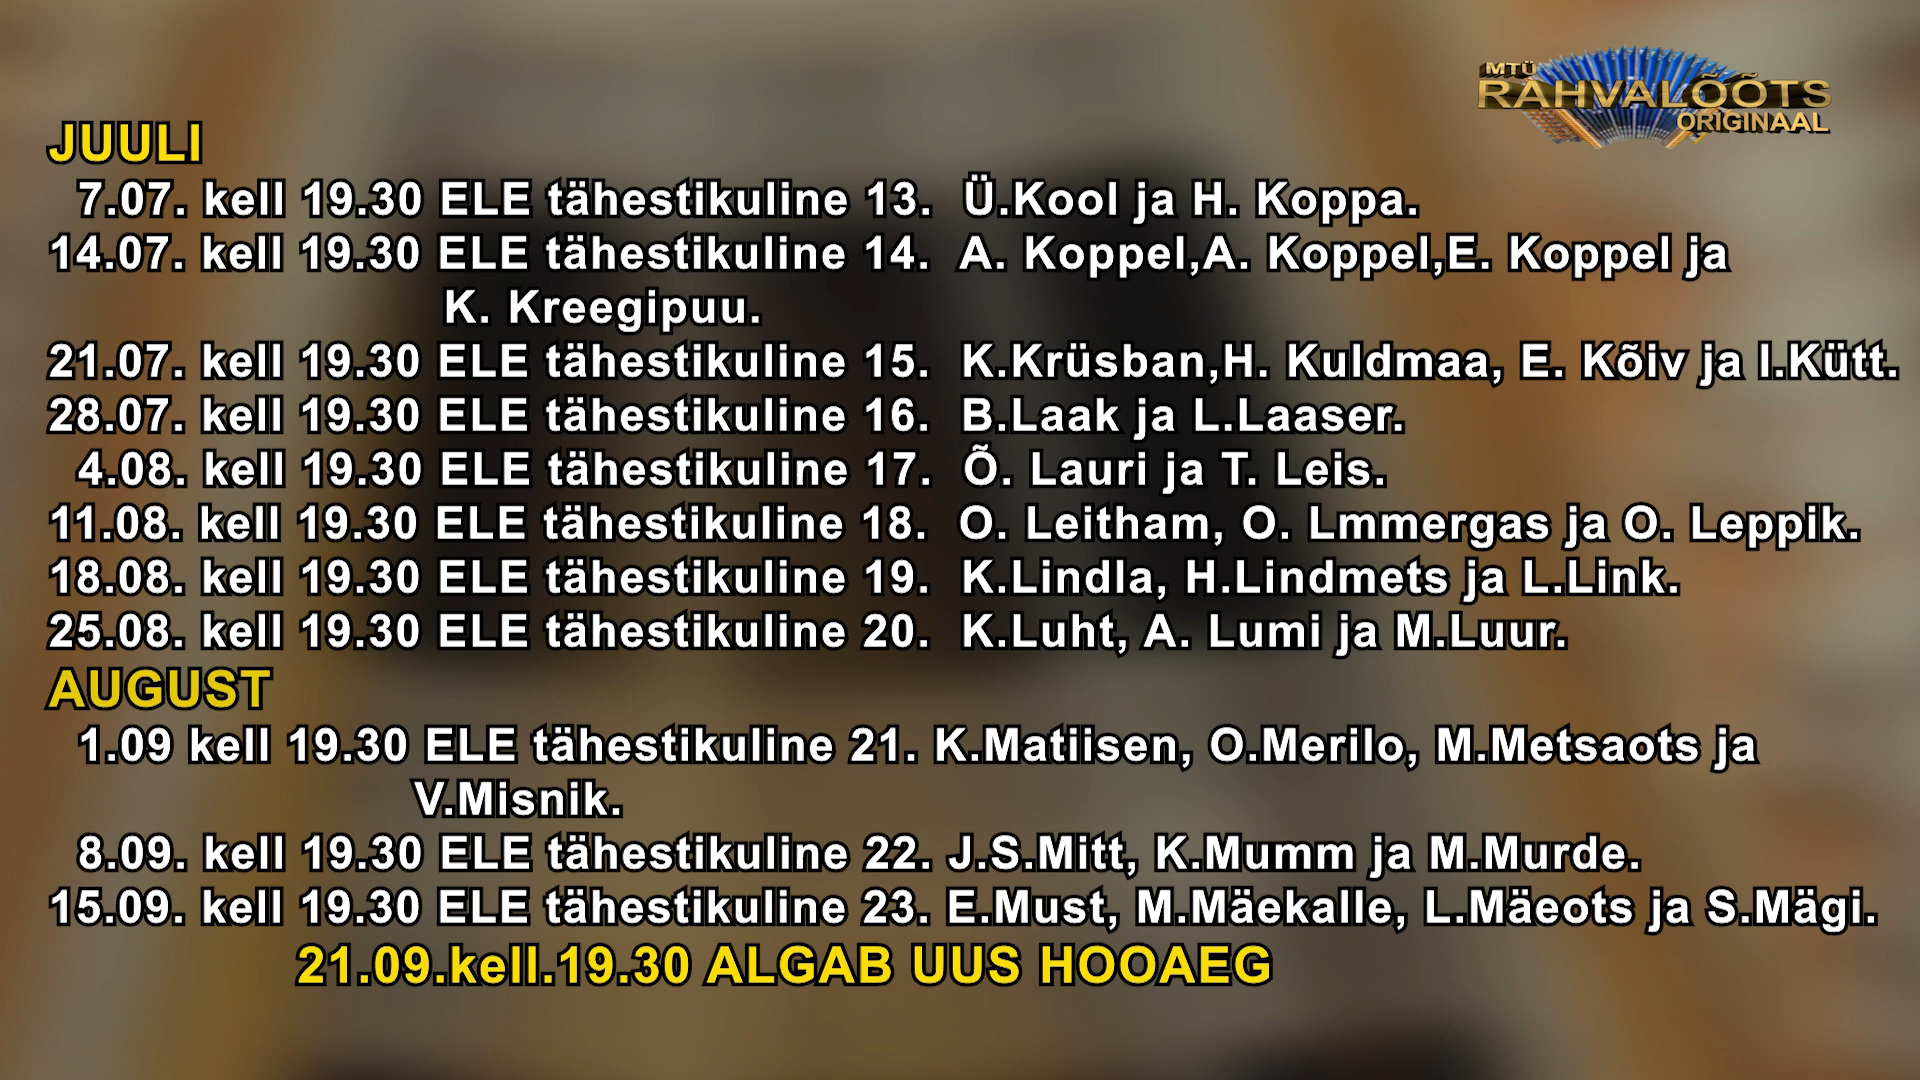 MTÜ
RAHVALÕÕTS
ORIGINAAL
JUULI
7.07. kell 19.30 ELE tähestikuline 13. Ü.Kool ja H. Koppa.
14.07. kell 19.30 ELE tähestikuline 14. A. Koppel,A. Koppel,E. Koppel ja
K. Kreegipuu.
21.07. kell 19.30 ELE tähestikuline 15. K.Krüsban,H. Kuldmaa, E. Kõiv ja I.Kütt.
28.07. kell 19.30 ELE tähestikuline 16. B.Laak ja L.Laaser.
4.08. kell 19.30 ELE tähestikuline 17. Õ. Lauri ja T. Leis.
11.08. kell 19.30 ELE tähestikuline 18. O. Leitham, O. Lmmergas ja O. Leppik.
18.08. kell 19.30 ELE tähestikuline 19. K.Lindla, H.Lindmets ja L.Link.
25.08. kell 19.30 ELE tähestikuline 20. K.Luht, A. Lumi ja M.Luur.
AUGUST
1.09 kell 19.30 ELE tähestikuline 21. K.Matiisen, O.Merilo, M.Metsaots ja
V.Misnik.
8.09. kell 19.30 ELE tähestikuline 22. J.S.Mitt, K.Mumm ja M.Murde.
15.09. kell 19.30 ELE tähestikuline 23. E.Must, M.Mäekalle, L.Mäeots ja S.Mägi.
21.09.kell.19.30 ALGAB UUS HOOAEG